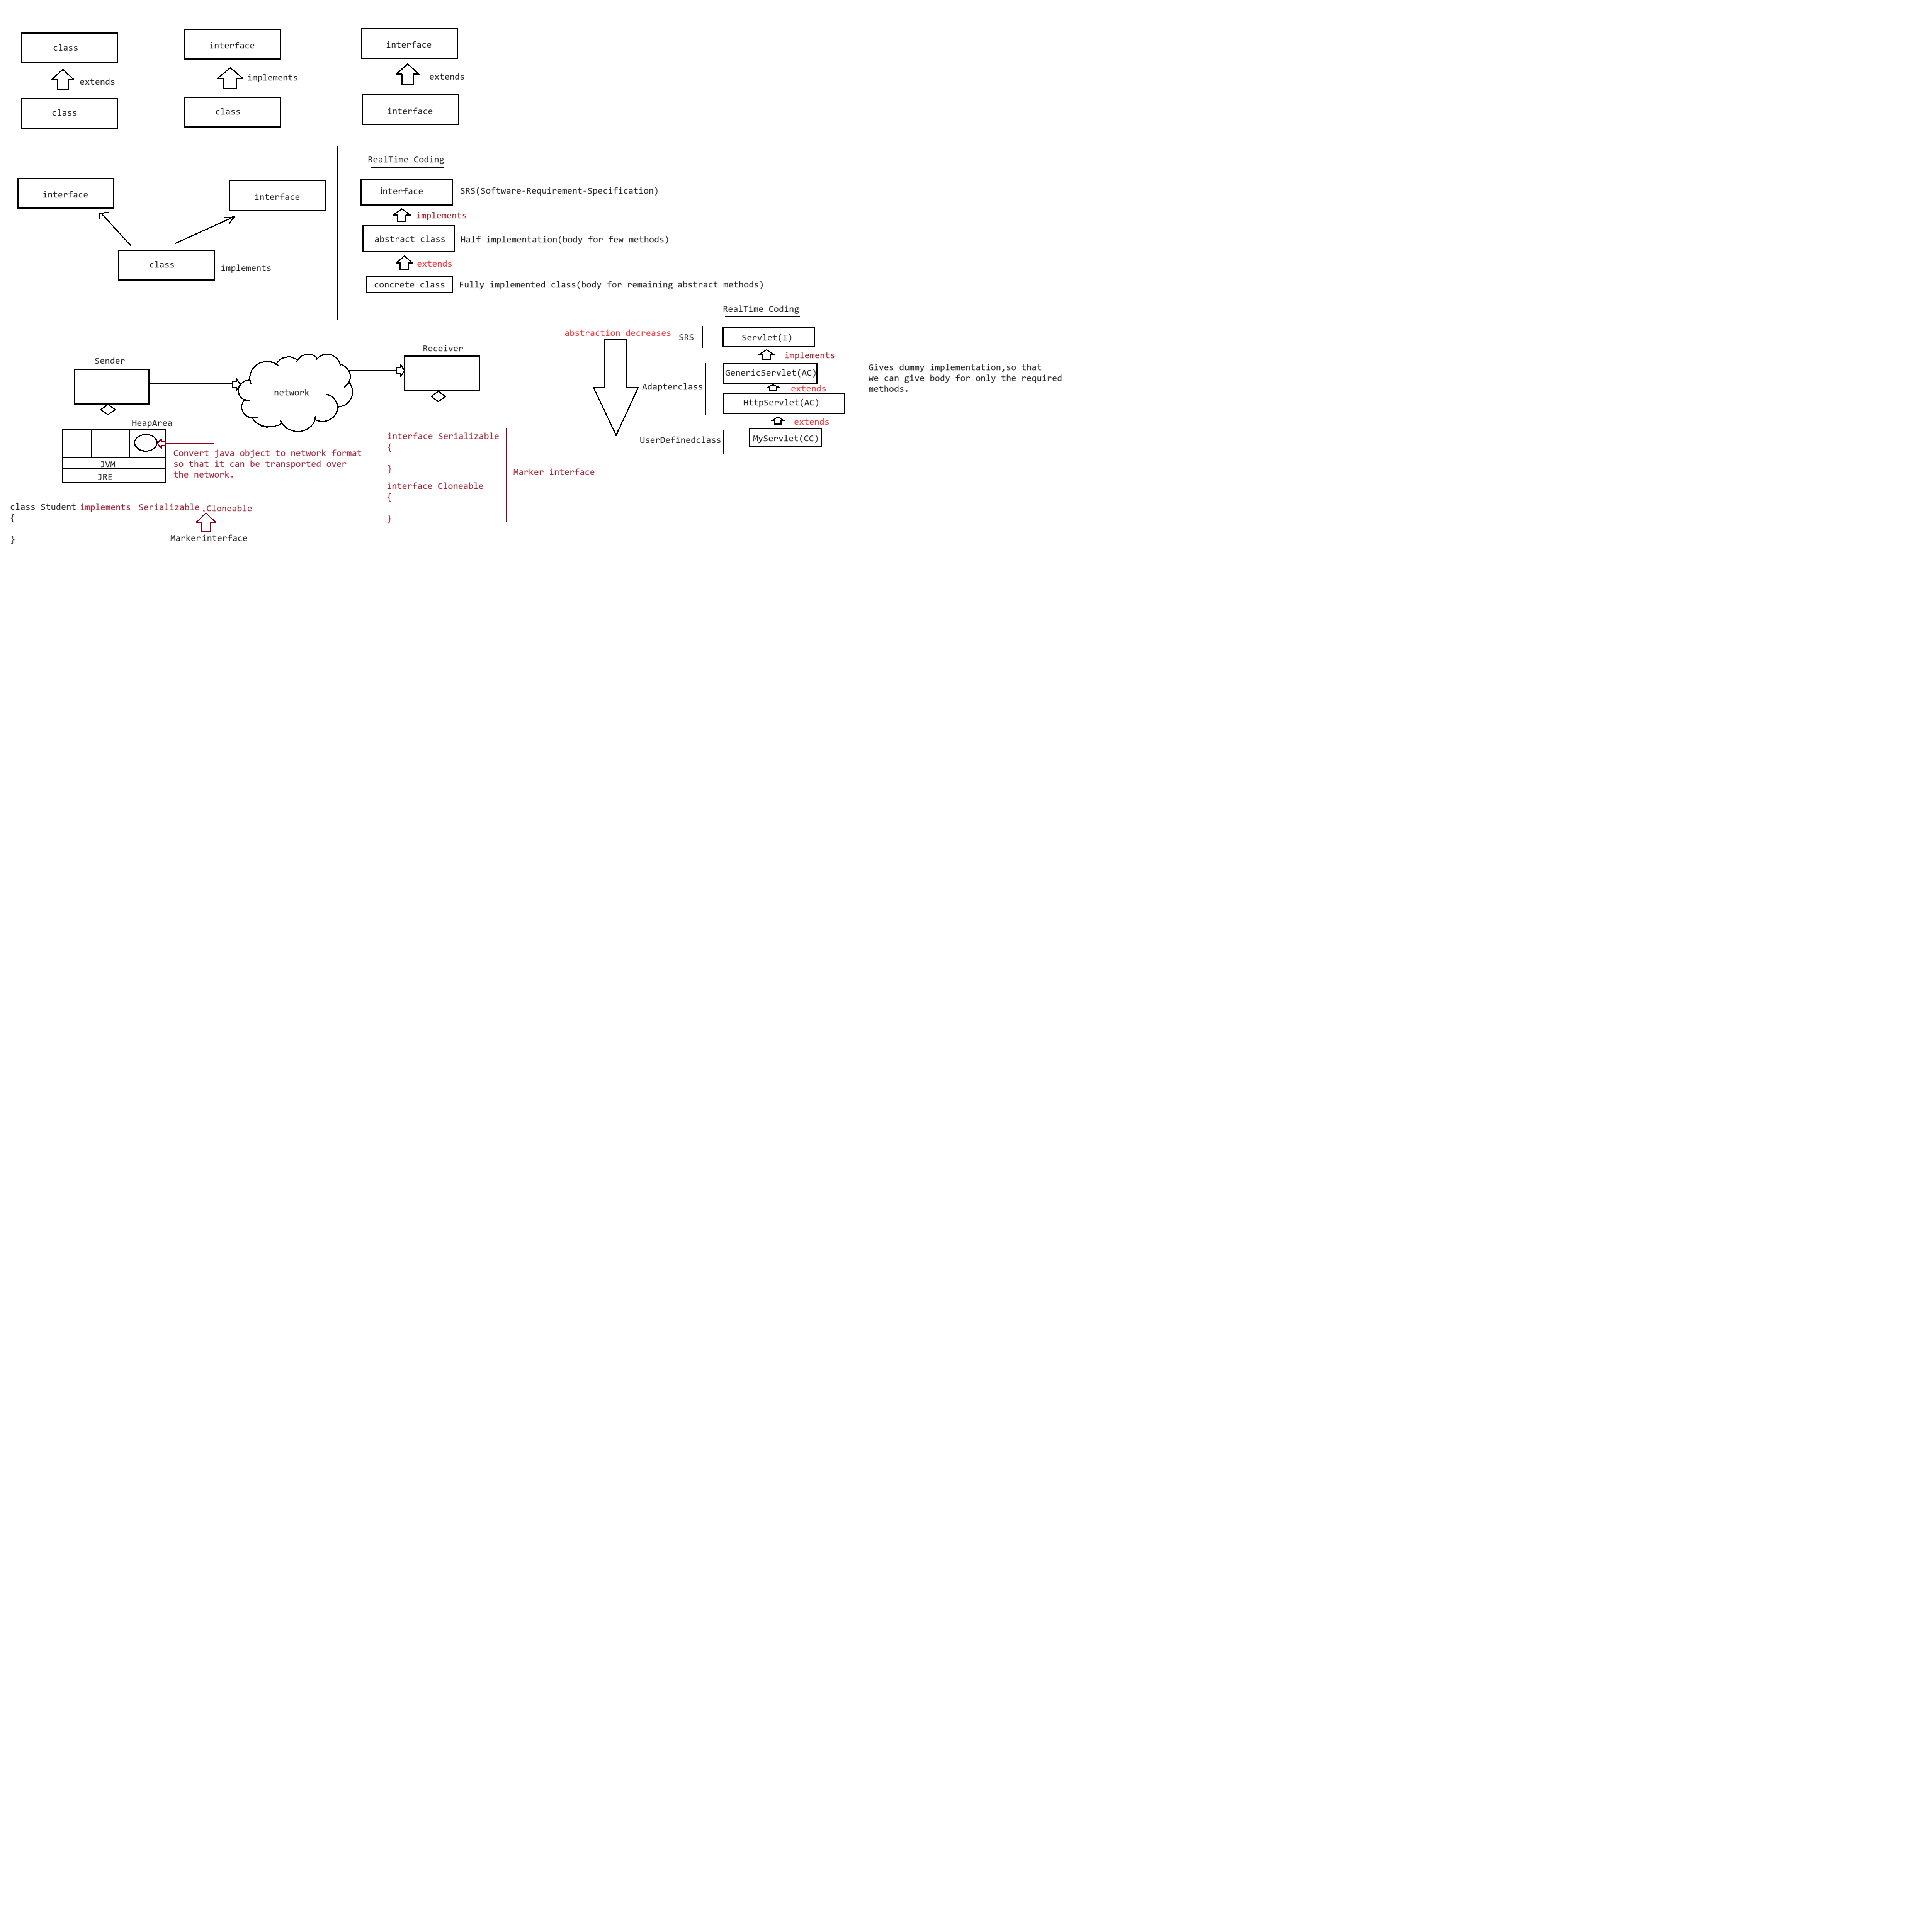 class
extends
class
interface
implements
class
interface
extends
interface
interface
interface
class
implements
RealTime Coding
interface
SRS(Software-Requirement-Specification)
implements
abstract class
Half implementation(body for few methods)
extends
concrete class
Fully implemented class(body for remaining abstract methods)
Sender
network
Receiver
HeapArea
JVM
JRE
Convert java object to network format
so that it can be transported over
the network.
class Student implements Serializable,Cloneable
{
}
Markerinterface
interface Serializable
{
}
interface Cloneable
{
}
Marker interface
RealTime Coding
abstraction decreases
SRS
Servlet(I)
implements
Adapterclass
GenericServlet(AC)
extends
HttpServlet(AC)
extends
UserDefinedclass
MyServlet(CC)
Gives dummy implementation,so that
we can give body for only the required
methods.